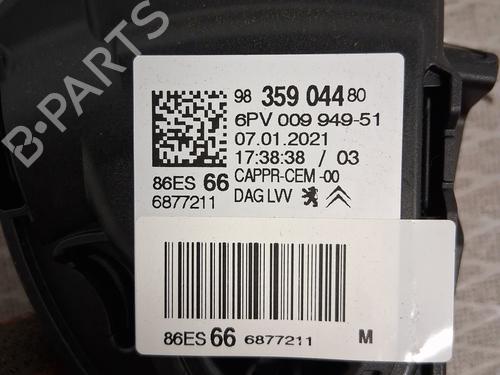 98 359 044 80
6PV 009 949-51
07.01.2021
17:38:38 / 03
86ES 66 CAPPR-CEM -00
6877211 DAG LVV
86ES 66 6877211 M
B-Parts